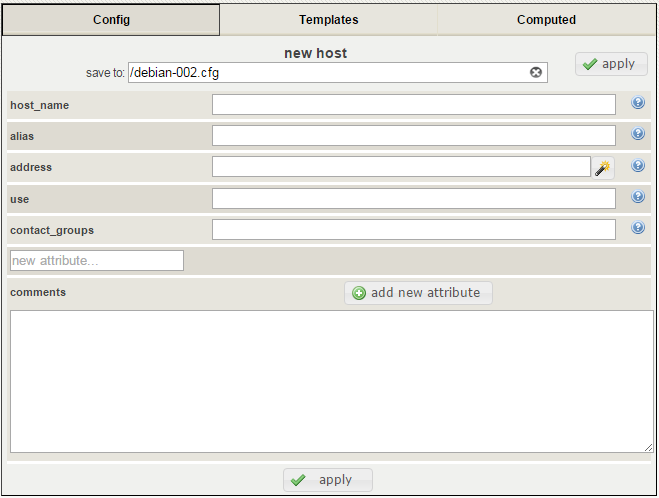 Config Templates Computed
new host
save to: /debian-002.cfg apply
host_name
alias
address
use
contact_groups
new attribute...
comments add new attribute
apply